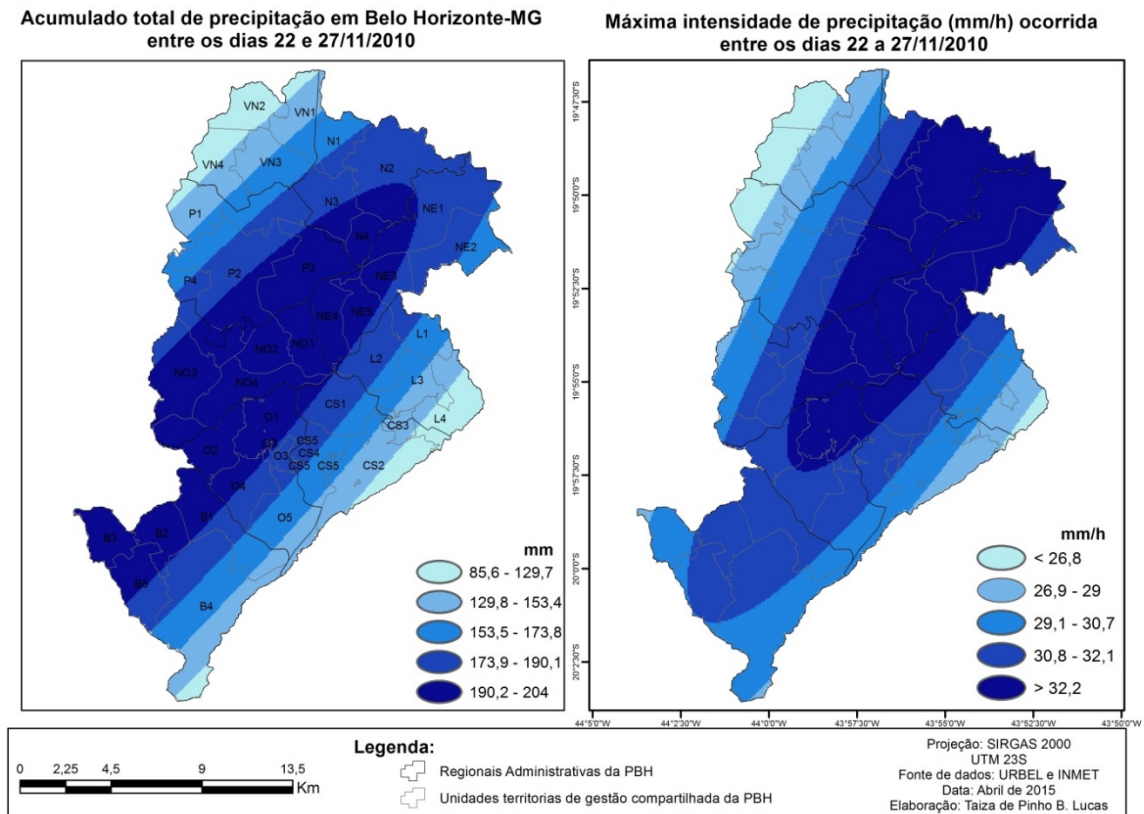 Acumulado total de precipitação em Belo Horizonte-MG
entre os dias 22 e 27/11/2010
VN2
VN1
N1
VN4
VN3
N2
P1
N3
NE1
N4
NE2
P4
P2
P3
NE3
NE4
NE5
L1
NO2
NO1
L2
NO3
NO4
L3
CS1
O1
L4
CS3
CS5
O2
O3
CS4
CS5
CS5
CS2
O4
B1
O5
B3
B2
B5
B4
mm
85,6 - 129,7
129,8 - 153,4
153,5 - 173,8
173,9 - 190,1
190,2 - 204
Máxima intensidade de precipitação (mm/h) ocorrida
entre os dias 22 a 27/11/2010
19°47'30"S
19°50'0"S
19°52'30"S
19°55'0"S
19°57'30"S
20°0'0"S
20°2'30"S
mm/h
< 26,8
26,9 - 29
29,1 - 30,7
30,8 - 32,1
> 32,2
44°5'0"W
44°2'30"W
44°0'0"W
43°57'30"W
43°55'0"W
43°52'30"W
43°50'0"W
0
2,25
4,5
9
13,5
Km
Legenda:
Regionais Administrativas da PBH
Unidades territorias de gestão compartilhada da PBH
Projeção: SIRGAS 2000
UTM 23S
Fonte de dados: URBEL e INMET
Data: Abril de 2015
Elaboração: Taiza de Pinho B. Lucas